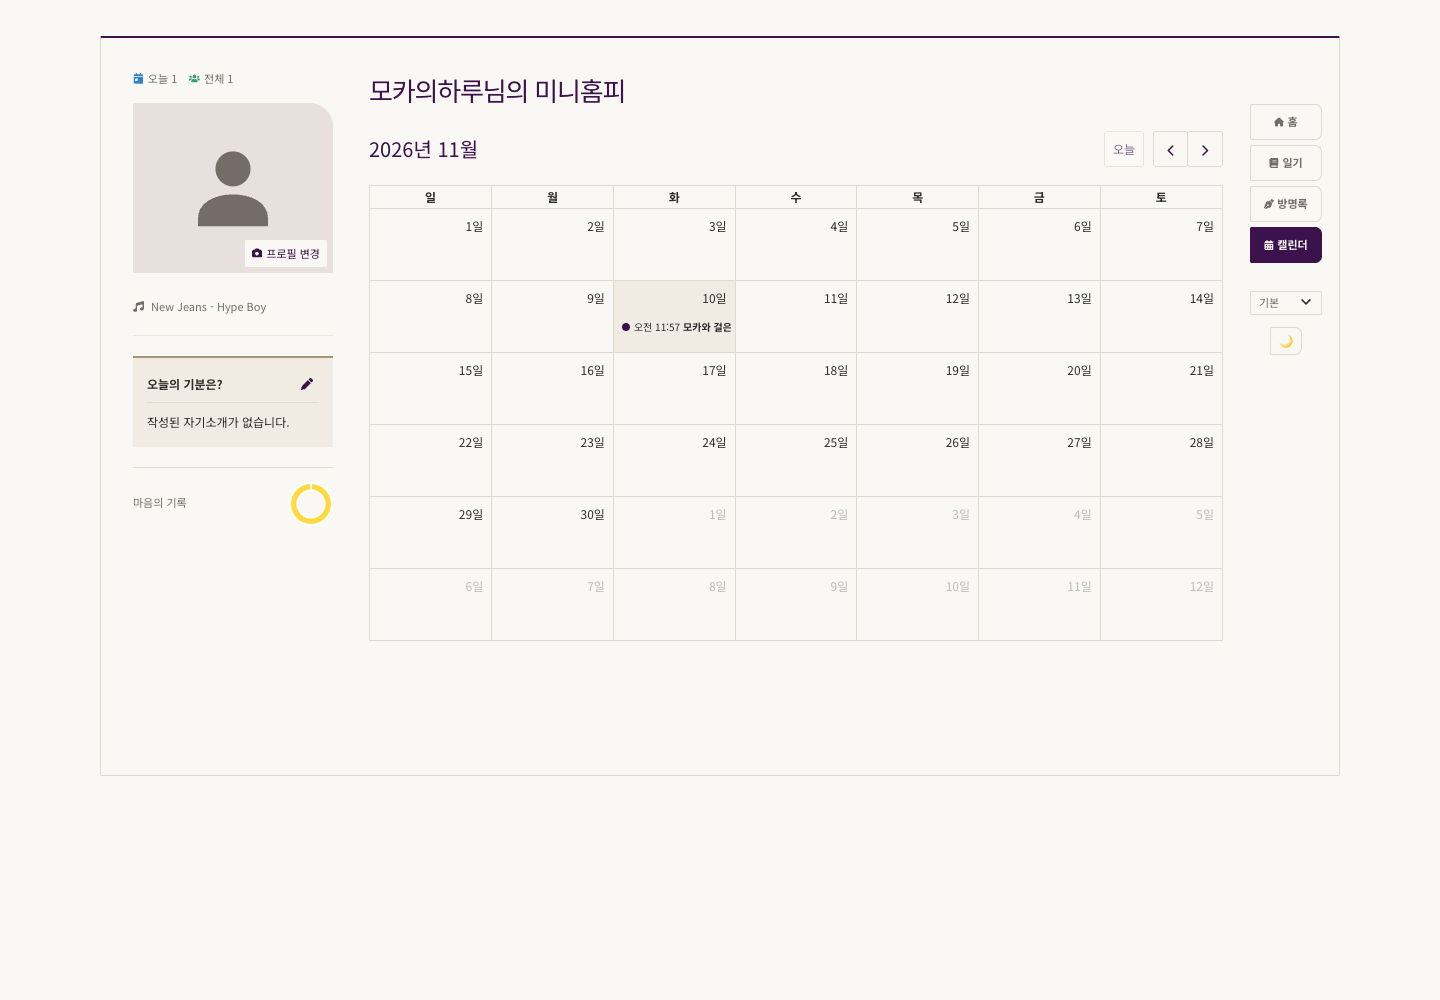 오늘 1 전체 1
프로필 변경
New Jeans - Hype Boy
오늘의 기분은?
작성된 자기소개가 없습니다.
마음의 기록
모카의하루님의 미니홈피
2026년 11월
오늘
일 월 화 수 목 금 토
1일 2일 3일 4일 5일 6일 7일
8일 9일 10일 11일 12일 13일 14일
오전 11:57 모카와 걸은
15일 16일 17일 18일 19일 20일 21일
22일 23일 24일 25일 26일 27일 28일
29일 30일 1일 2일 3일 4일 5일
6일 7일 8일 9일 10일 11일 12일
홈
일기
방명록
캘린더
기본